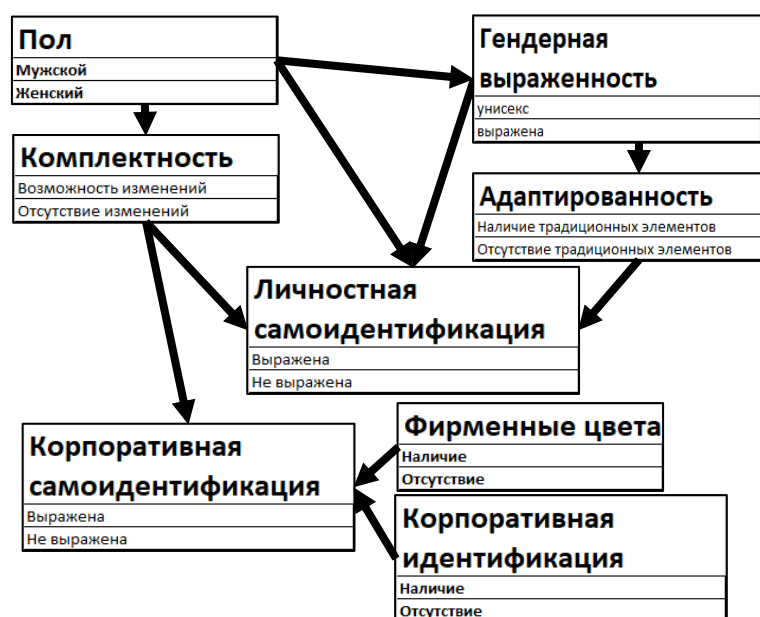 Пол
Мужской
Женский
Гендерная
выраженность
унисекс
выражена
Комплектность
Возможность изменений
Отсутствие изменений
Адаптированность
Наличие традиционных элементов
Отсутствие традиционных элементов
Личностная
самоидентификация
Выражена
Не выражена
Корпоративная
самоидентификация
Выражена
Не выражена
Фирменные цвета
Наличие
Отсутствие
Корпоративная
идентификация
Наличие
Отсутствие